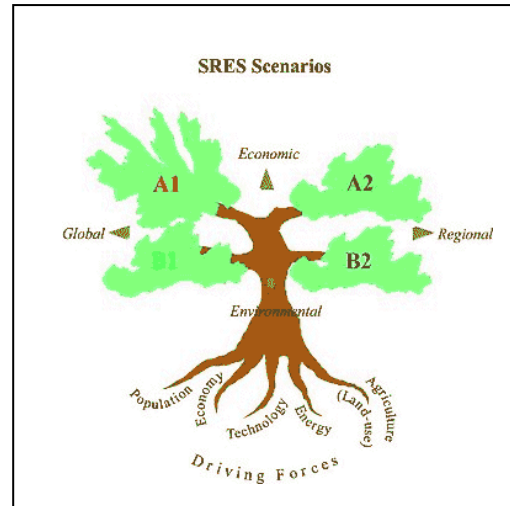 SRES Scenarios
Economic
A1
A2
Global
Regional
B1
B2
Environmental
Population
Economy
Technology
Energy
Agriculture
(Land-use)
Driving Forces